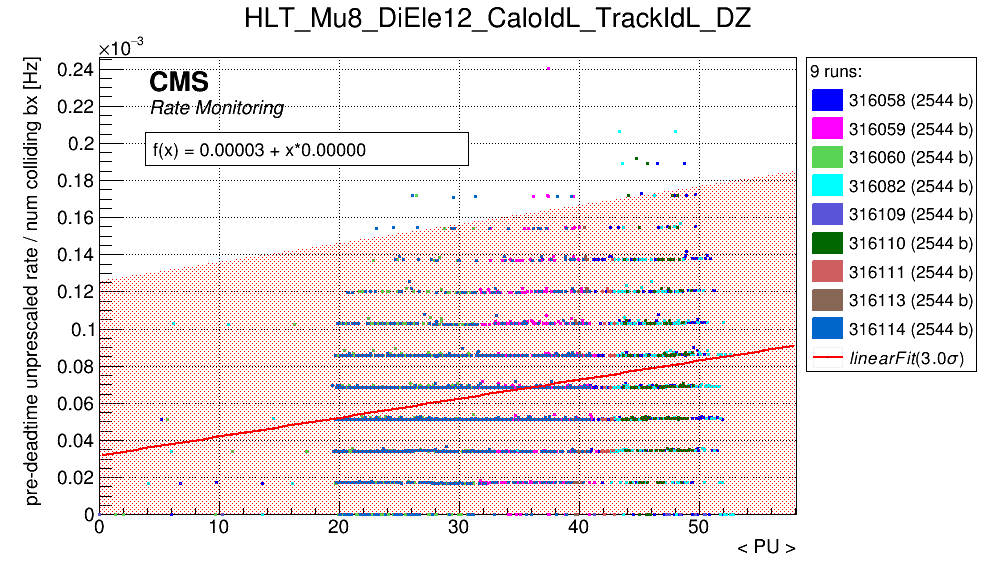 HLT_Mu8_DiEle12_CaloIdL_TrackIdL_DZ
×10⁻³
pre-deadtime unprescaled rate / num colliding bx [Hz]
0.24
0.22
0.2
0.18
0.16
0.14
0.12
0.1
0.08
0.06
0.04
0.02
0
CMS
Rate Monitoring
f(x) = 0.00003 + x*0.00000
0 10 20 30 40 50
< PU >
9 runs:
316058 (2544 b)
316059 (2544 b)
316060 (2544 b)
316082 (2544 b)
316109 (2544 b)
316110 (2544 b)
316111 (2544 b)
316113 (2544 b)
316114 (2544 b)
linearFit(3.0σ)